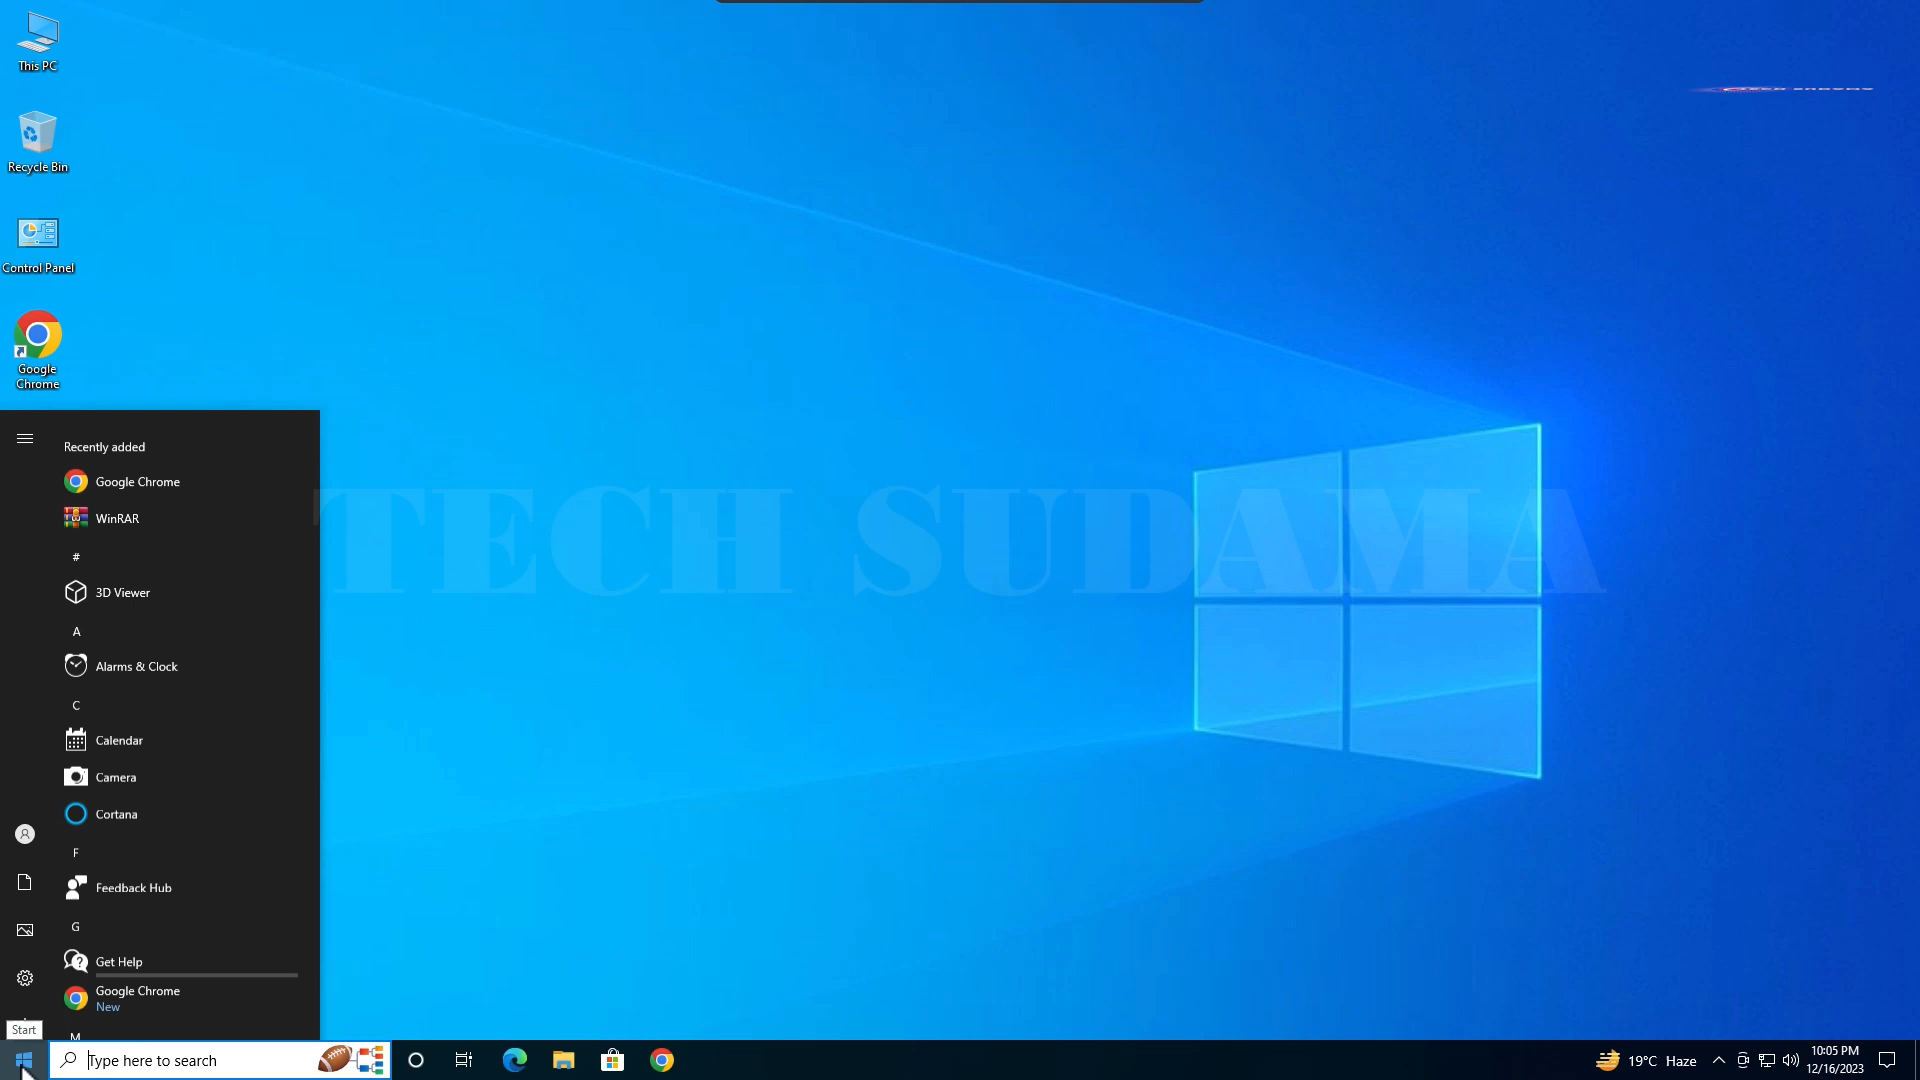 This PC
Recycle Bin
Control Panel
Google
Chrome
Recently added
Google Chrome
WinRAR
#
3D Viewer
A
Alarms & Clock
C
Calendar
Camera
Cortana
F
Feedback Hub
G
Get Help
Google Chrome
New
M
Start
TECH SUDAMA
Type here to search
19°C Haze
10:05 PM
12/16/2023